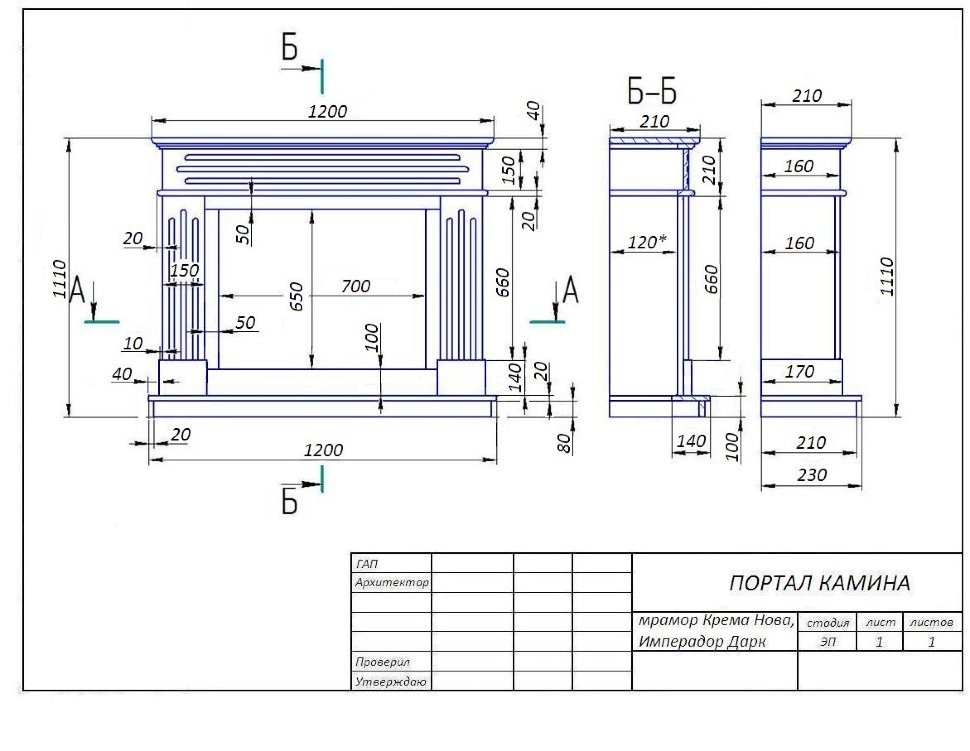 Б
Б–Б
1200
40
210
210
150
210
160
20
50
20
120*
160
150
1110
А
650
700
660
А
660
1110
50
100
10
40
140
20
170
20
80
140
100
210
1200
230
Б
ГАП
Архитектор
ПОРТАЛ КАМИНА
мрамор Крема Нова,
Имперадор Дарк
стадия
лист
листов
ЭП
1
1
Проверил
Утверждаю